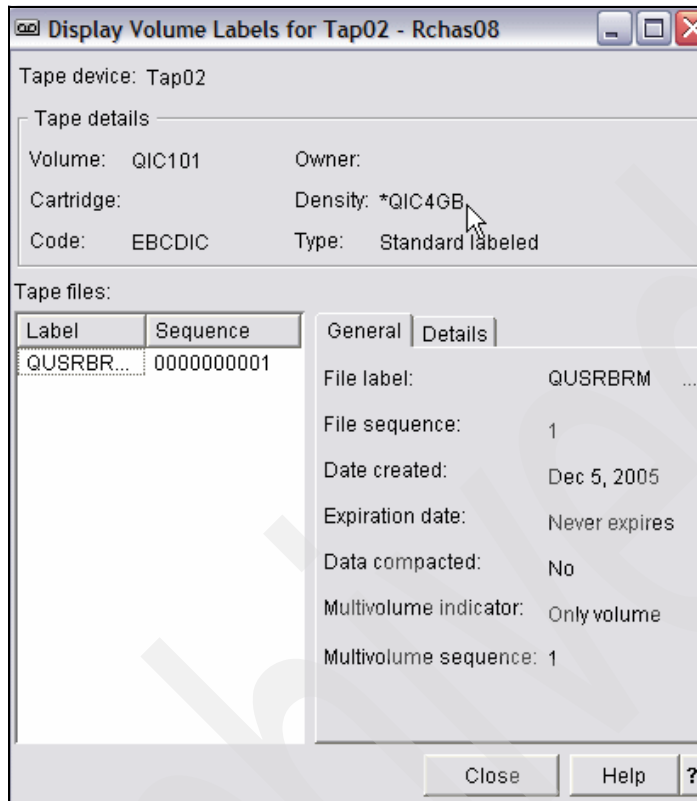 Display Volume Labels for Tap02 - Rchas08
Tape device: Tap02
Tape details
Volume: QIC101 Owner:
Cartridge: Density: *QIC4GB
Code: EBCDIC Type: Standard labeled
Tape files:
Label Sequence
QUSRBR... 0000000001
General Details
File label: QUSRBRM ...
File sequence: 1
Date created: Dec 5, 2005
Expiration date: Never expires
Data compacted: No
Multivolume indicator: Only volume
Multivolume sequence: 1
Close Help ?